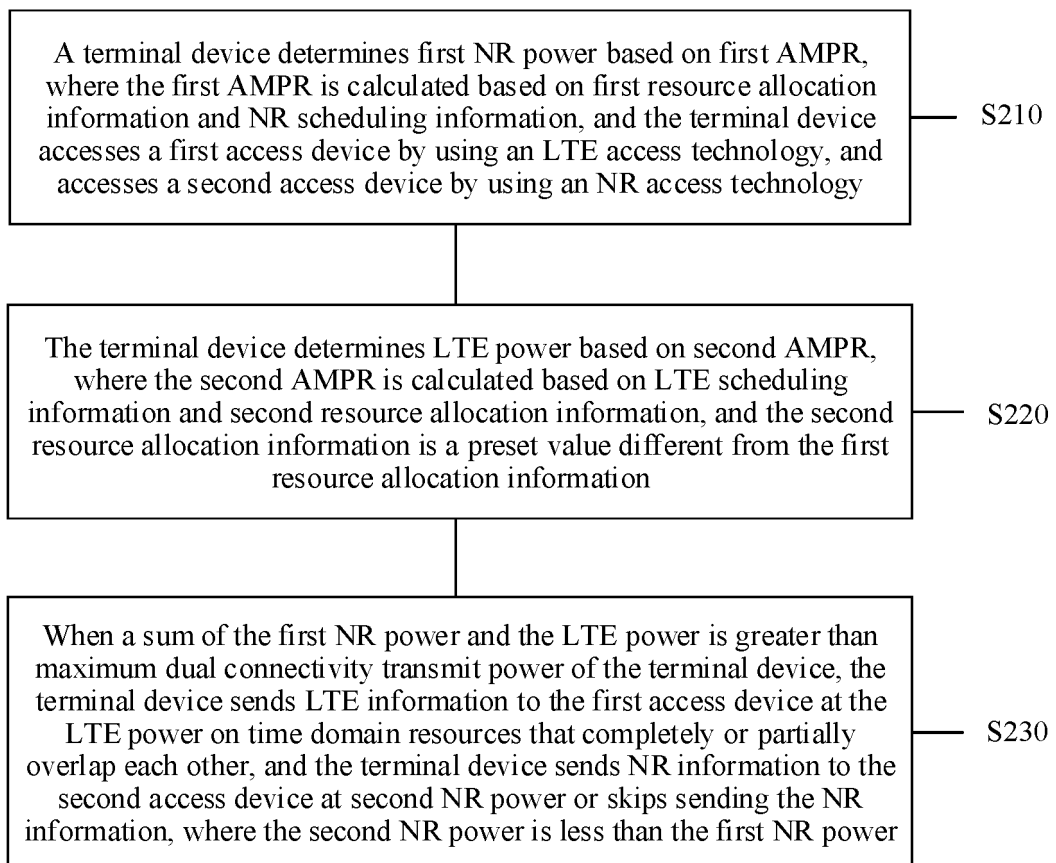 A terminal device determines first NR power based on first AMPR,
where the first AMPR is calculated based on first resource allocation
information and NR scheduling information, and the terminal device
accesses a first access device by using an LTE access technology, and
accesses a second access device by using an NR access technology
S210
The terminal device determines LTE power based on second AMPR,
where the second AMPR is calculated based on LTE scheduling
information and second resource allocation information, and the second
resource allocation information is a preset value different from the first
resource allocation information
S220
When a sum of the first NR power and the LTE power is greater than
maximum dual connectivity transmit power of the terminal device, the
terminal device sends LTE information to the first access device at the
LTE power on time domain resources that completely or partially
overlap each other, and the terminal device sends NR information to the
second access device at second NR power or skips sending the NR
information, where the second NR power is less than the first NR power
S230